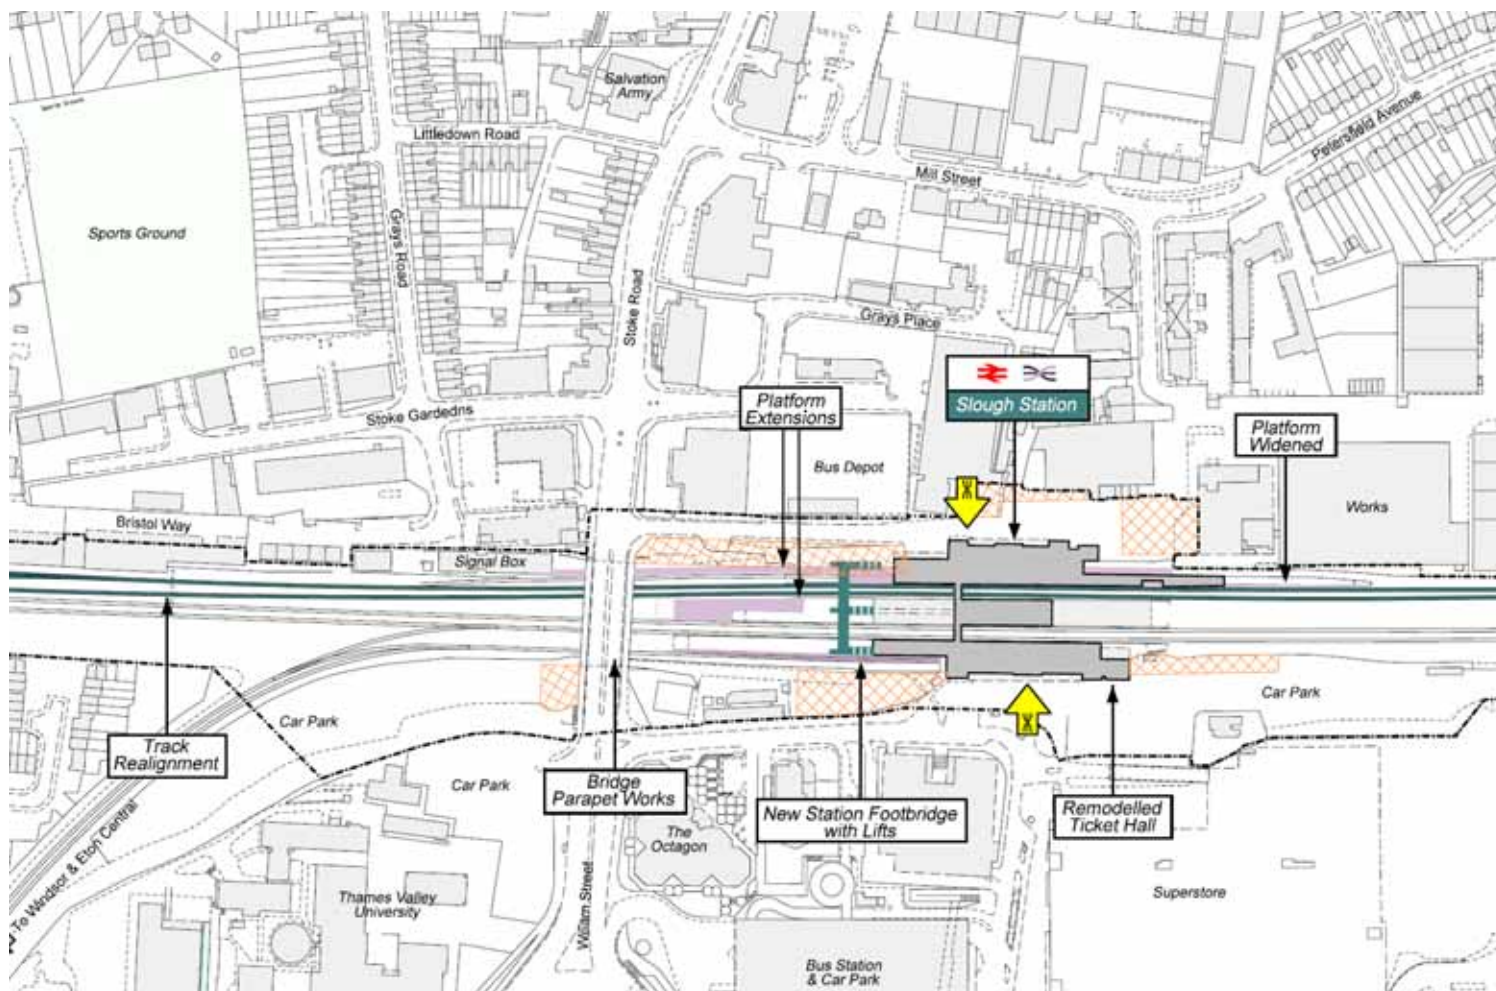 Salvation
Army
Littledown Road
Mill Street
Petersfield Avenue
Sports Ground
Grays Road
Stoke Road
Grays Place
Slough Station
Platform
Extensions
Stoke Gardedns
Platform
Widened
Bus Depot
Works
Bristol Way
Signal Box
Car Park
Car Park
Track
Realignment
Car Park
Bridge
Parapet Works
New Station Footbridge
with Lifts
Remodelled
Ticket Hall
The
Octagon
To Windsor & Eton Central
Thames Valley
University
William Street
Superstore
Bus Station
& Car Park